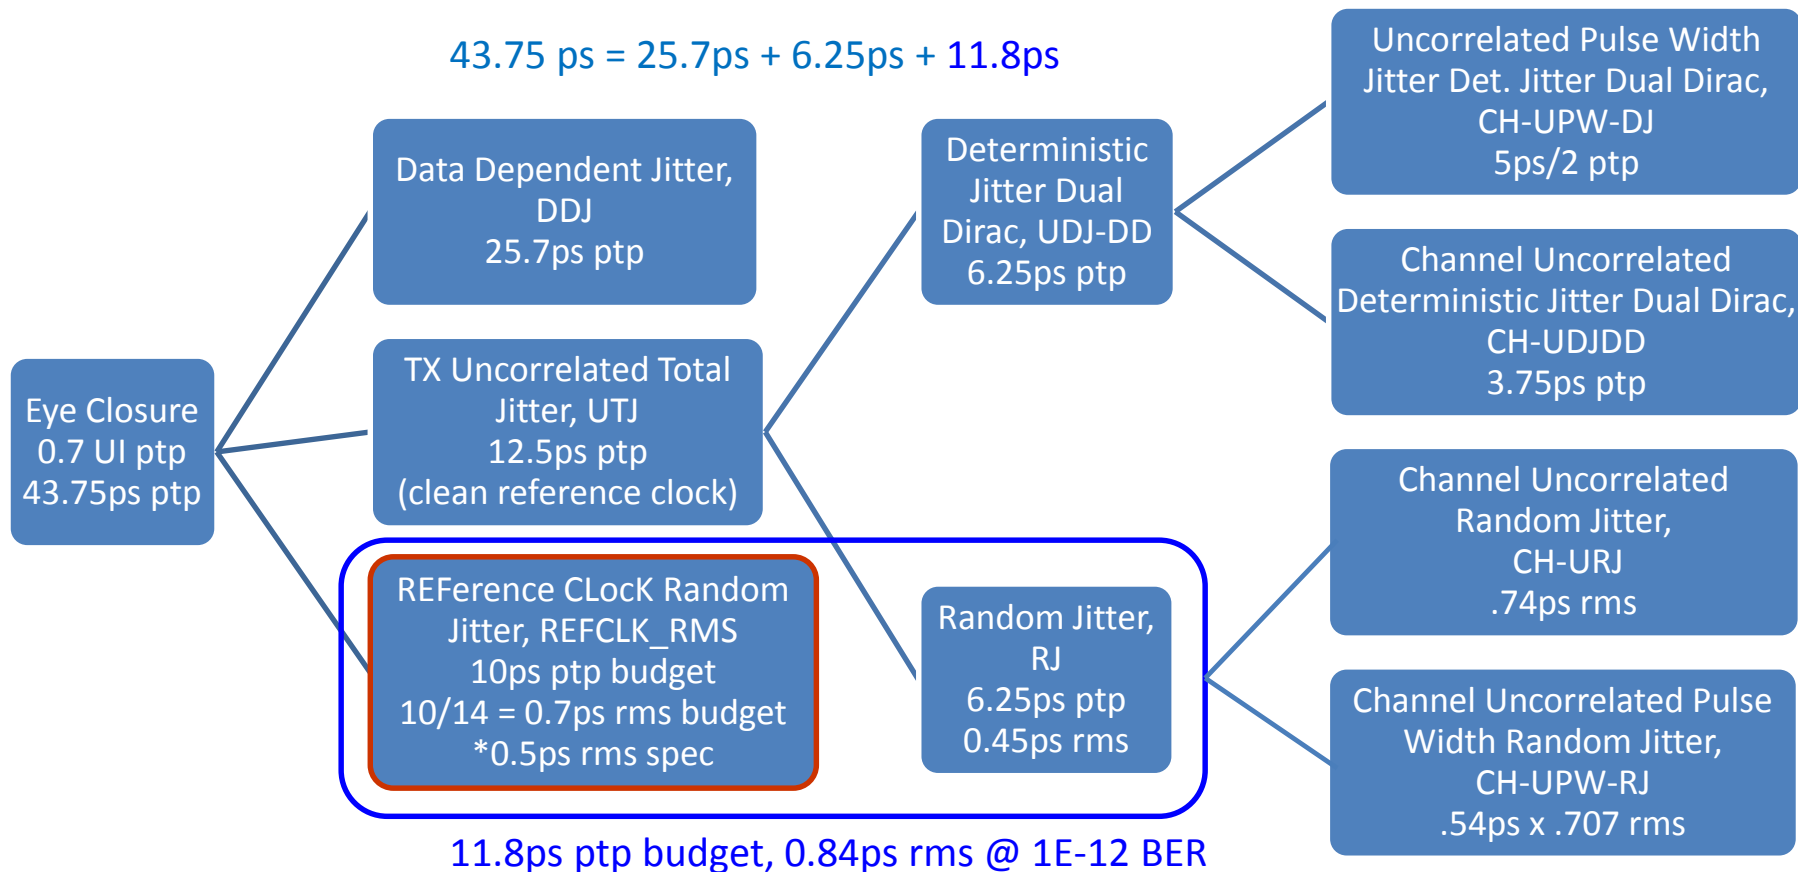 43.75 ps = 25.7ps + 6.25ps + 11.8ps
Eye Closure
0.7 UI ptp
43.75ps ptp
Data Dependent Jitter,
DDJ
25.7ps ptp
TX Uncorrelated Total
Jitter, UTJ
12.5ps ptp
(clean reference clock)
REFerence CLocK Random
Jitter, REFCLK_RMS
10ps ptp budget
10/14 = 0.7ps rms budget
*0.5ps rms spec
Deterministic
Jitter Dual
Dirac, UDJ-DD
6.25ps ptp
Random Jitter,
RJ
6.25ps ptp
0.45ps rms
Uncorrelated Pulse Width
Jitter Det. Jitter Dual Dirac,
CH-UPW-DJ
5ps/2 ptp
Channel Uncorrelated
Deterministic Jitter Dual Dirac,
CH-UDJDD
3.75ps ptp
Channel Uncorrelated
Random Jitter,
CH-URJ
.74ps rms
Channel Uncorrelated Pulse
Width Random Jitter,
CH-UPW-RJ
.54ps x .707 rms
11.8ps ptp budget, 0.84ps rms @ 1E-12 BER